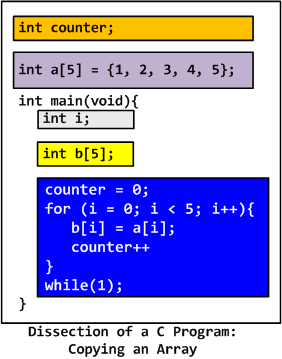 int counter;
int a[5] = {1, 2, 3, 4, 5};
int main(void){
int i;
int b[5];
counter = 0;
for (i = 0; i < 5; i++){
b[i] = a[i];
counter++
}
while(1);
}
Dissection of a C Program:
Copying an Array